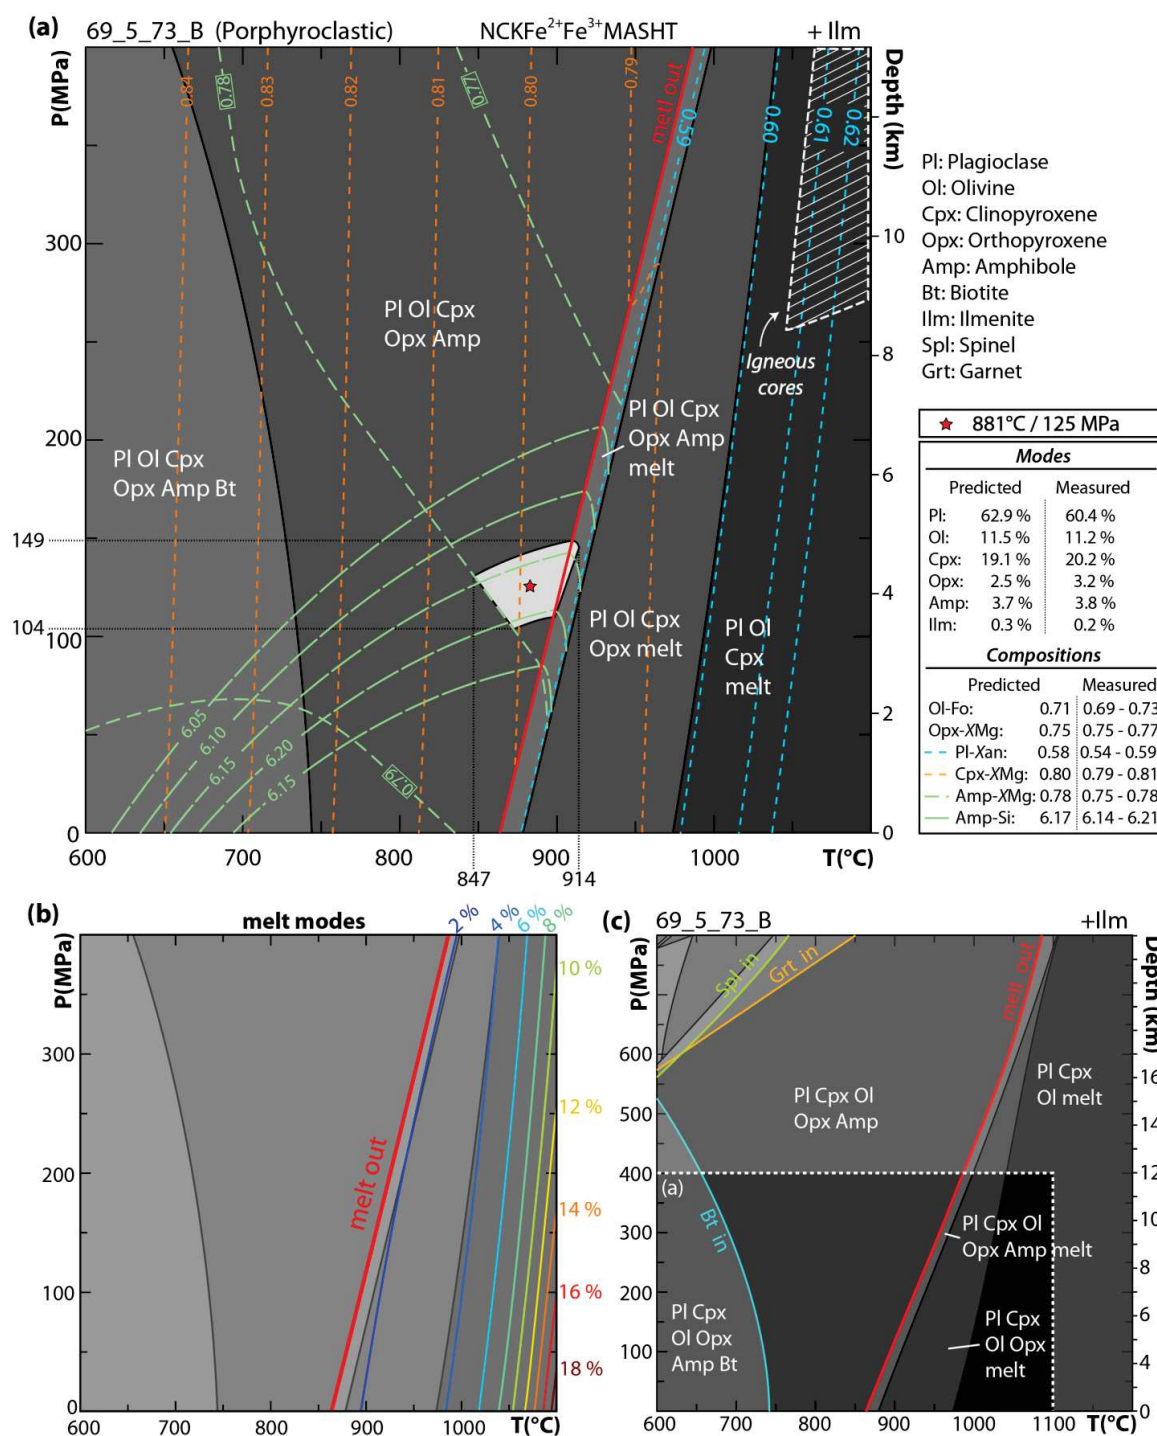 (a) 69_5_73_B (Porphyroclastic) NCKFe²⁺Fe³⁺MASHT + Ilm
P(MPa)
Depth (km)
0.84 0.78 0.83 0.82 0.81 0.77 0.80 0.79
metl out
0.59 0.60 0.61 0.62
300
200
149
104
100
0
10
8
6
4
2
0
Pl Ol Cpx
Opx Amp
Pl Ol Cpx
Opx Amp Bt
Pl Ol Cpx
Opx Amp
melt
Pl Ol Cpx
Opx melt
Pl Ol
Cpx
melt
Igneous
cores
6.05
6.10
6.15
6.20
6.15
0.79
600 700 800 900 1000 T(°C)
847 914
Pl: Plagioclase
Ol: Olivine
Cpx: Clinopyroxene
Opx: Orthopyroxene
Amp: Amphibole
Bt: Biotite
Ilm: Ilmenite
Spl: Spinel
Grt: Garnet
881°C / 125 MPa
Modes
Predicted Measured
Pl: 62.9 % 60.4 %
Ol: 11.5 % 11.2 %
Cpx: 19.1 % 20.2 %
Opx: 2.5 % 3.2 %
Amp: 3.7 % 3.8 %
Ilm: 0.3 % 0.2 %
Compositions
Predicted Measured
Ol-Fo: 0.71 0.69 - 0.73
Opx-XMg: 0.75 0.75 - 0.77
Pl-Xan: 0.58 0.54 - 0.59
Cpx-XMg: 0.80 0.79 - 0.81
Amp-XMg: 0.78 0.75 - 0.78
Amp-Si: 6.17 6.14 - 6.21
(b) melt modes
2 % 4 % 6 % 8 %
P(MPa)
10 %
12 %
14 %
16 %
18 %
melt out
300
200
100
0
600 700 800 900 1000 T(°C)
(c) 69_5_73_B +Ilm
P(MPa)
Depth (km)
Spl in
Grt in
melt out
Bt in
600
500
400
300
200
100
16
14
12
10
8
6
4
2
0
Pl Cpx Ol
Opx Amp
Pl Cpx
Ol melt
(a)
Pl Cpx Ol
Opx Amp melt
Pl Cpx
Ol Opx
Amp Bt
Pl Cpx
Ol Opx
melt
600 700 800 900 1000 1100 T(°C)